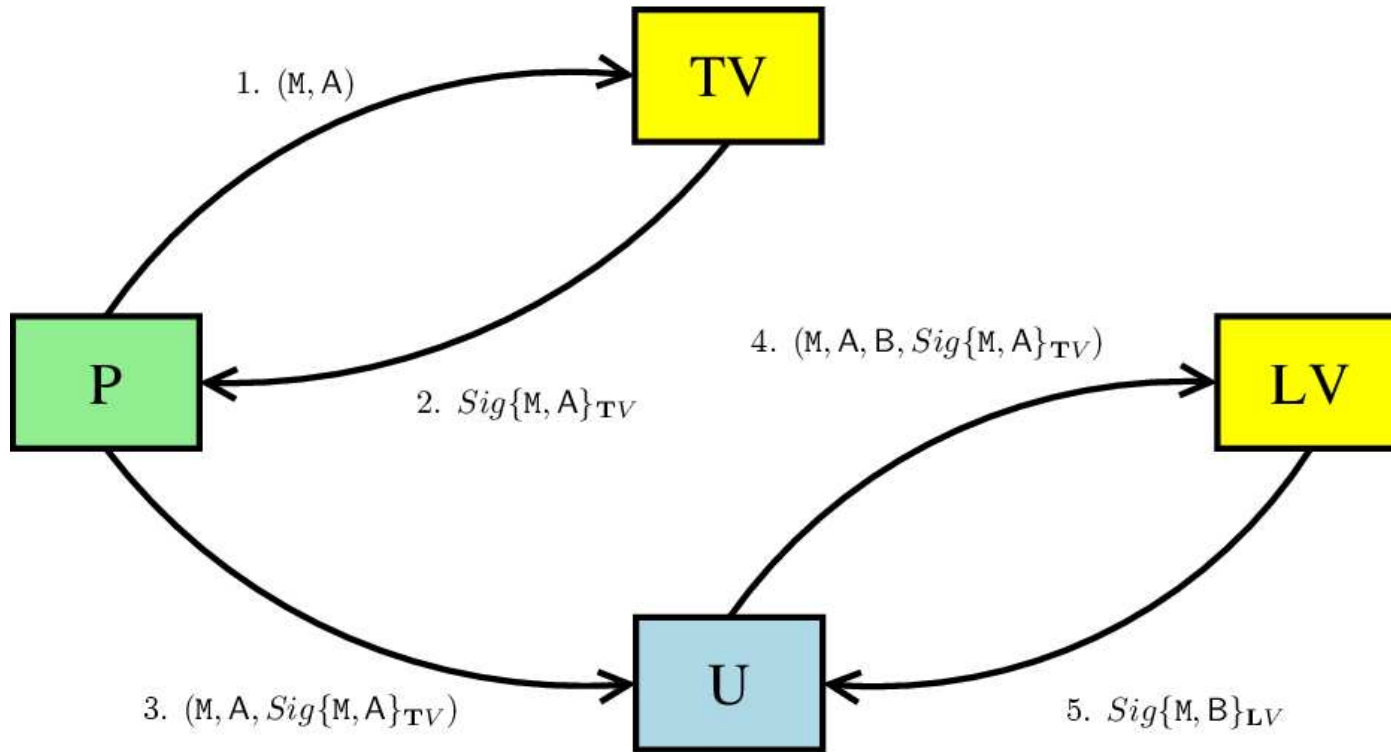 TV
1. (M, A)
P
2. Sig{M, A}TV
4. (M, A, B, Sig{M, A}TV)
LV
3. (M, A, Sig{M, A}TV)
U
5. Sig{M, B}LV